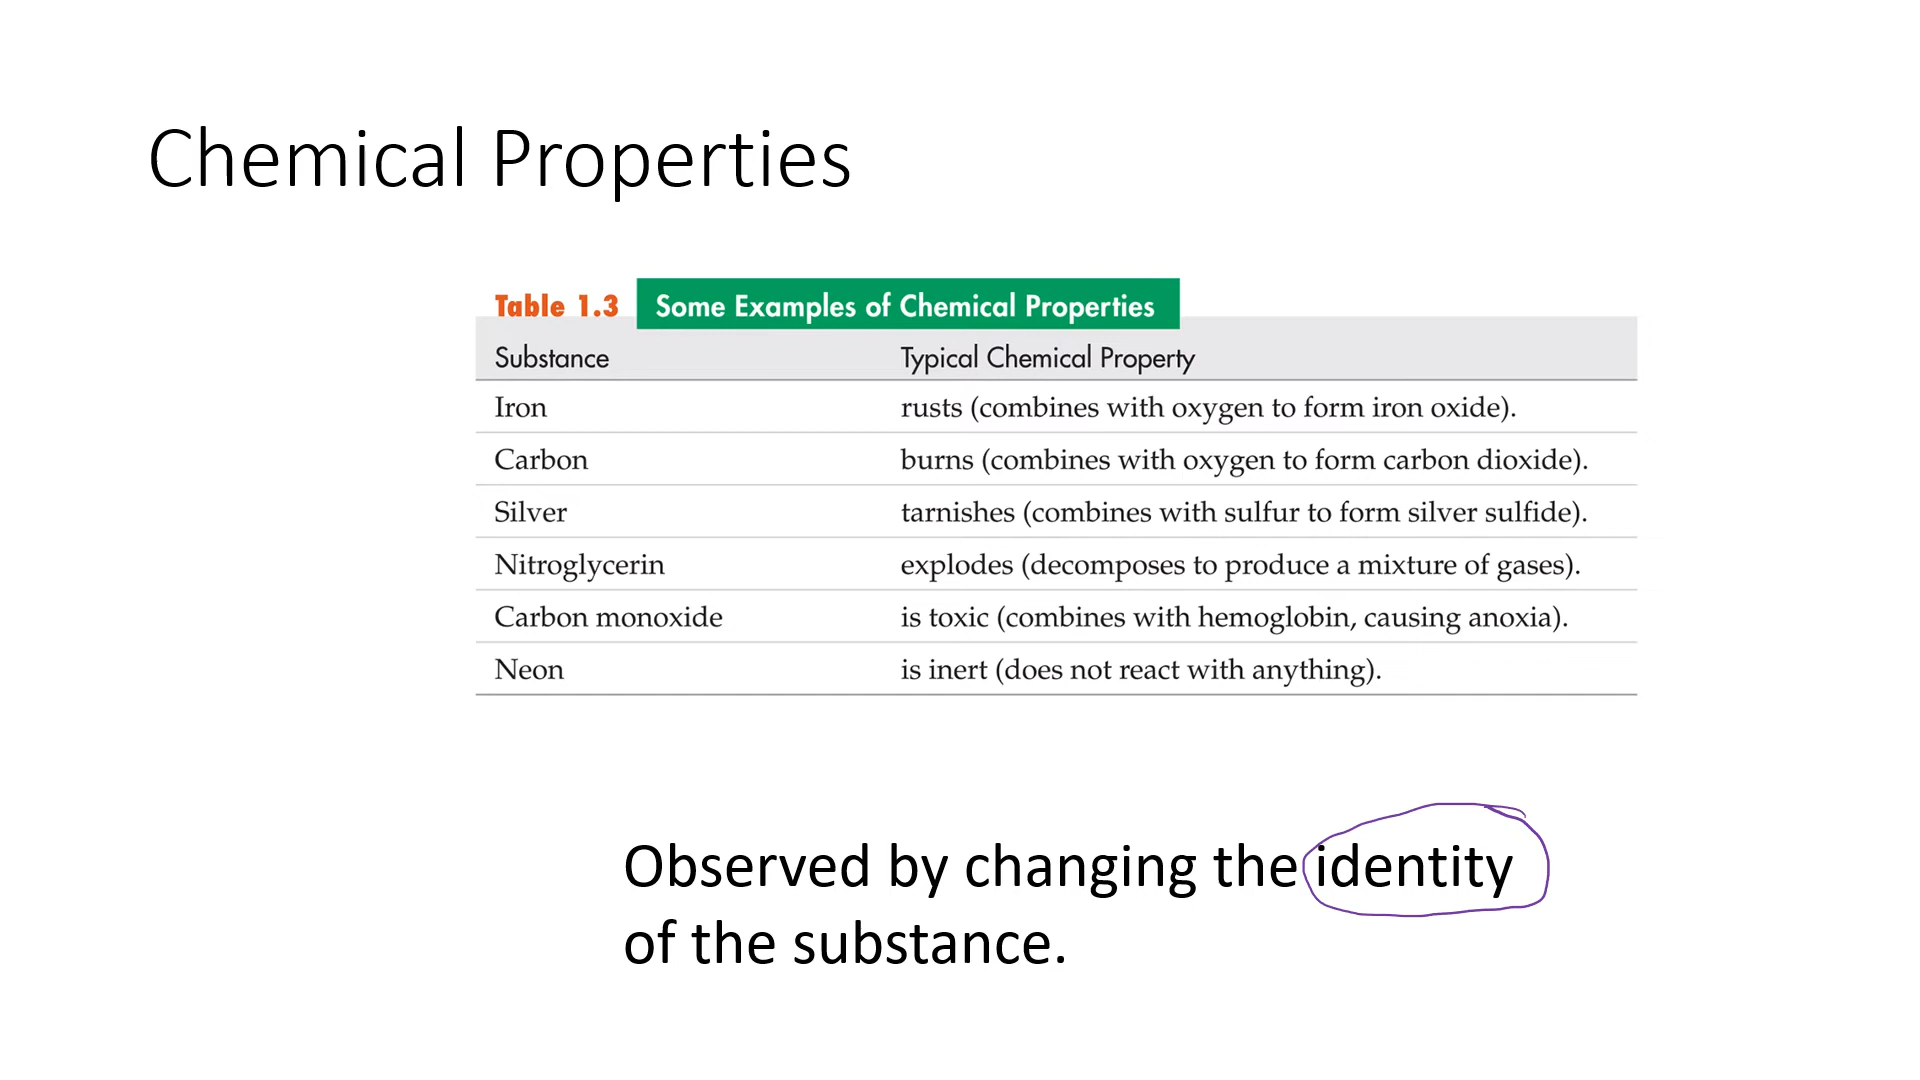 Chemical Properties
Table 1.3 Some Examples of Chemical Properties
Substance Typical Chemical Property
Iron rusts (combines with oxygen to form iron oxide).
Carbon burns (combines with oxygen to form carbon dioxide).
Silver tarnishes (combines with sulfur to form silver sulfide).
Nitroglycerin explodes (decomposes to produce a mixture of gases).
Carbon monoxide is toxic (combines with hemoglobin, causing anoxia).
Neon is inert (does not react with anything).
Observed by changing the identity
of the substance.